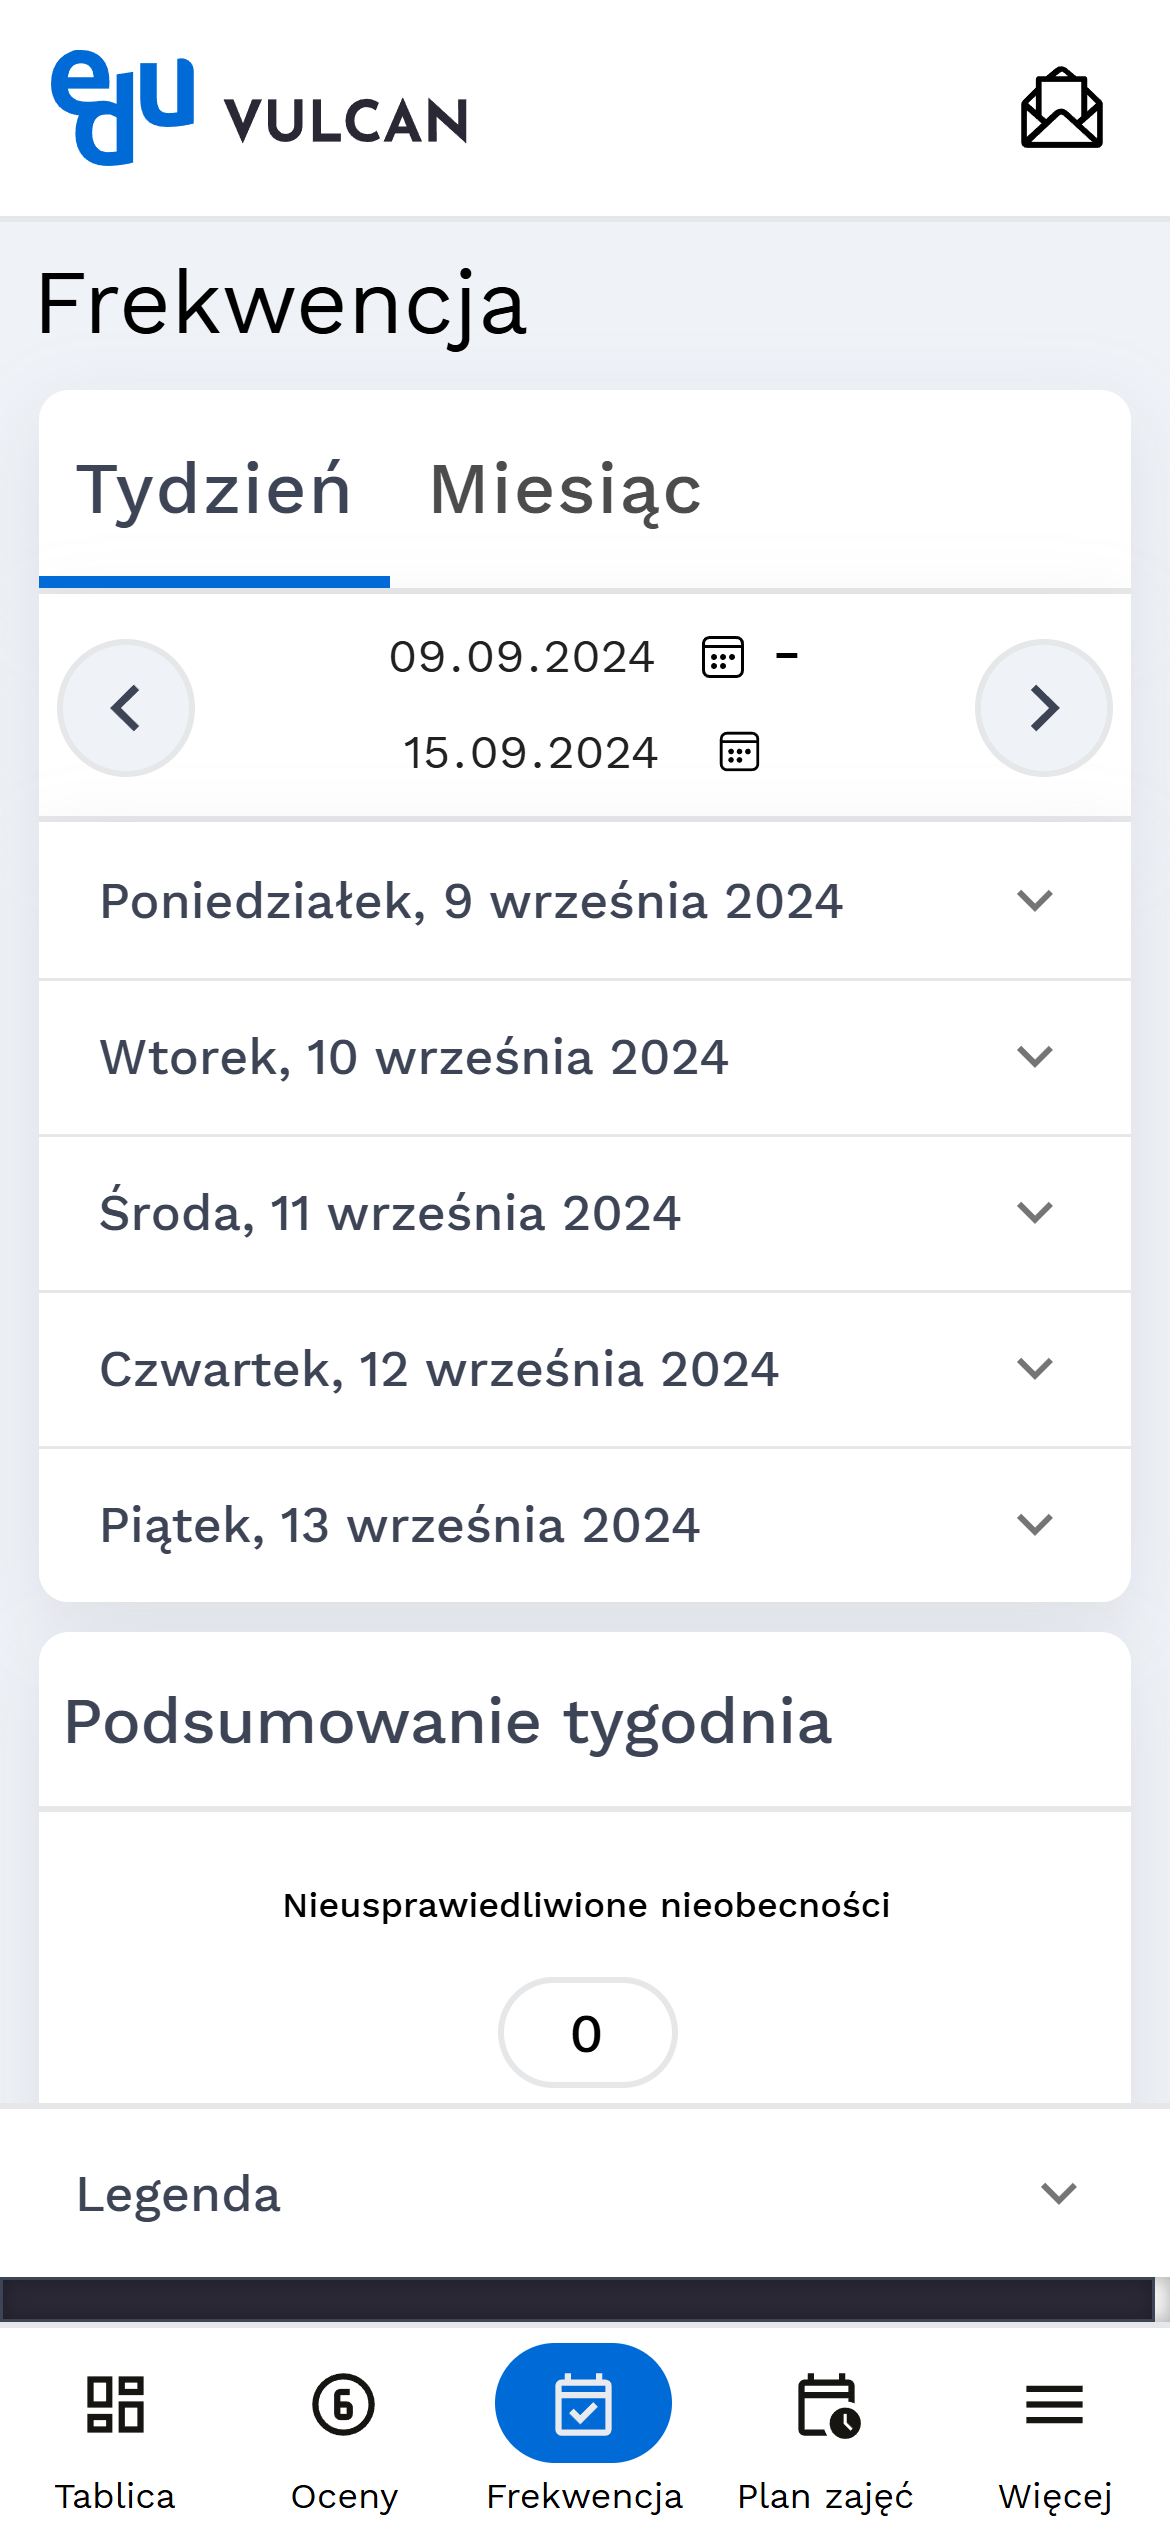 edu VULCAN
Frekwencja
Tydzień Miesiąc
09.09.2024 –
15.09.2024
Poniedziałek, 9 września 2024
Wtorek, 10 września 2024
Środa, 11 września 2024
Czwartek, 12 września 2024
Piątek, 13 września 2024
Podsumowanie tygodnia
Nieusprawiedliwione nieobecności
0
Legenda
6
Tablica Oceny Frekwencja Plan zajęć Więcej